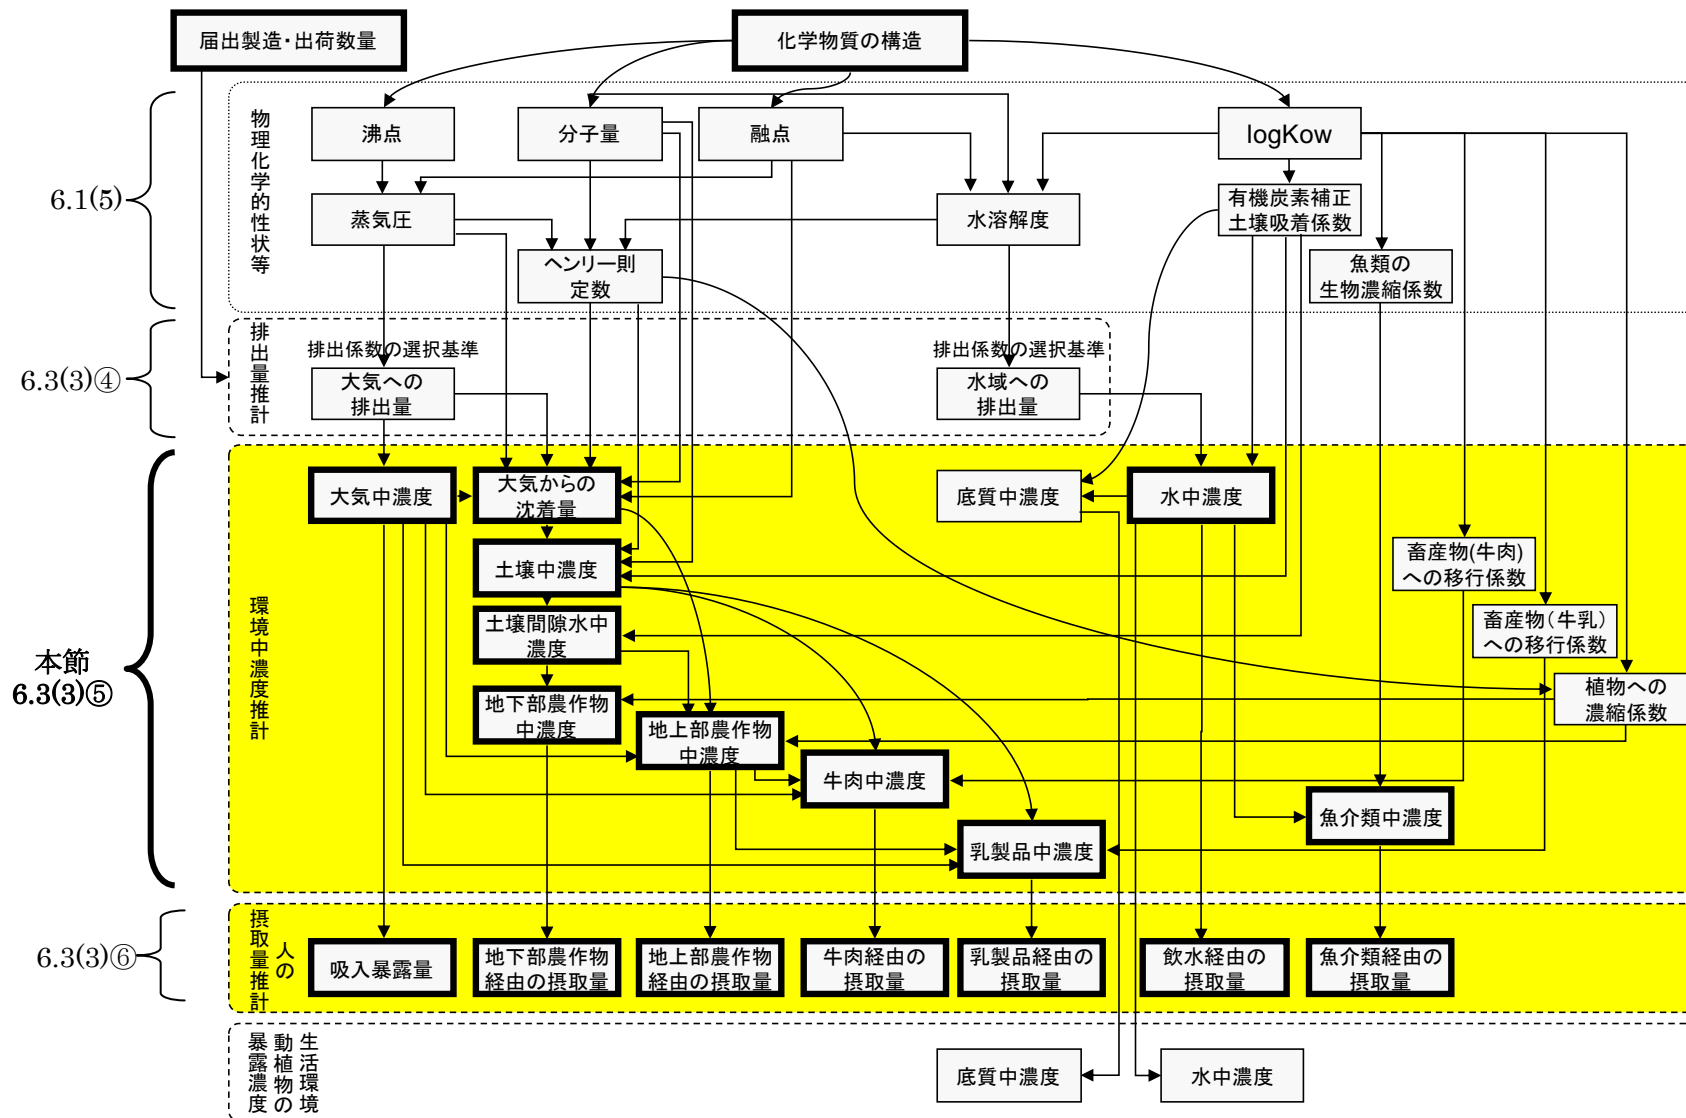 届出製造・出荷数量
化学物質の構造
6.1(5)
物理化学的性状等
沸点
分子量
融点
logKow
蒸気圧
水溶解度
有機炭素補正
土壌吸着係数
ヘンリー則
定数
魚類の
生物濃縮係数
6.3(3)④
排出量推計
排出係数の選択基準
排出係数の選択基準
大気への
排出量
水域への
排出量
本節
6.3(3)⑤
環境中濃度推計
大気中濃度
大気からの
沈着量
底質中濃度
水中濃度
土壌中濃度
畜産物(牛肉)
への移行係数
土壌間隙水中
濃度
畜産物(牛乳)
への移行係数
地下部農作物
中濃度
植物への
濃縮係数
地上部農作物
中濃度
牛肉中濃度
魚介類中濃度
乳製品中濃度
6.3(3)⑥
人の
摂取量推計
吸入暴露量
地下部農作物
経由の摂取量
地上部農作物
経由の摂取量
牛肉経由の
摂取量
乳製品経由の
摂取量
飲水経由の
摂取量
魚介類経由の
摂取量
生活環境
動植物の
暴露濃度
底質中濃度
水中濃度